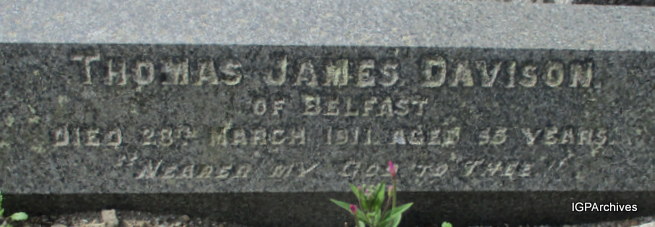 THOMAS JAMES DAVISON.
OF BELFAST
DIED 28TH MARCH 1911. AGED 55 YEARS.
"NEARER MY GOD TO THEE"
IGPArchives